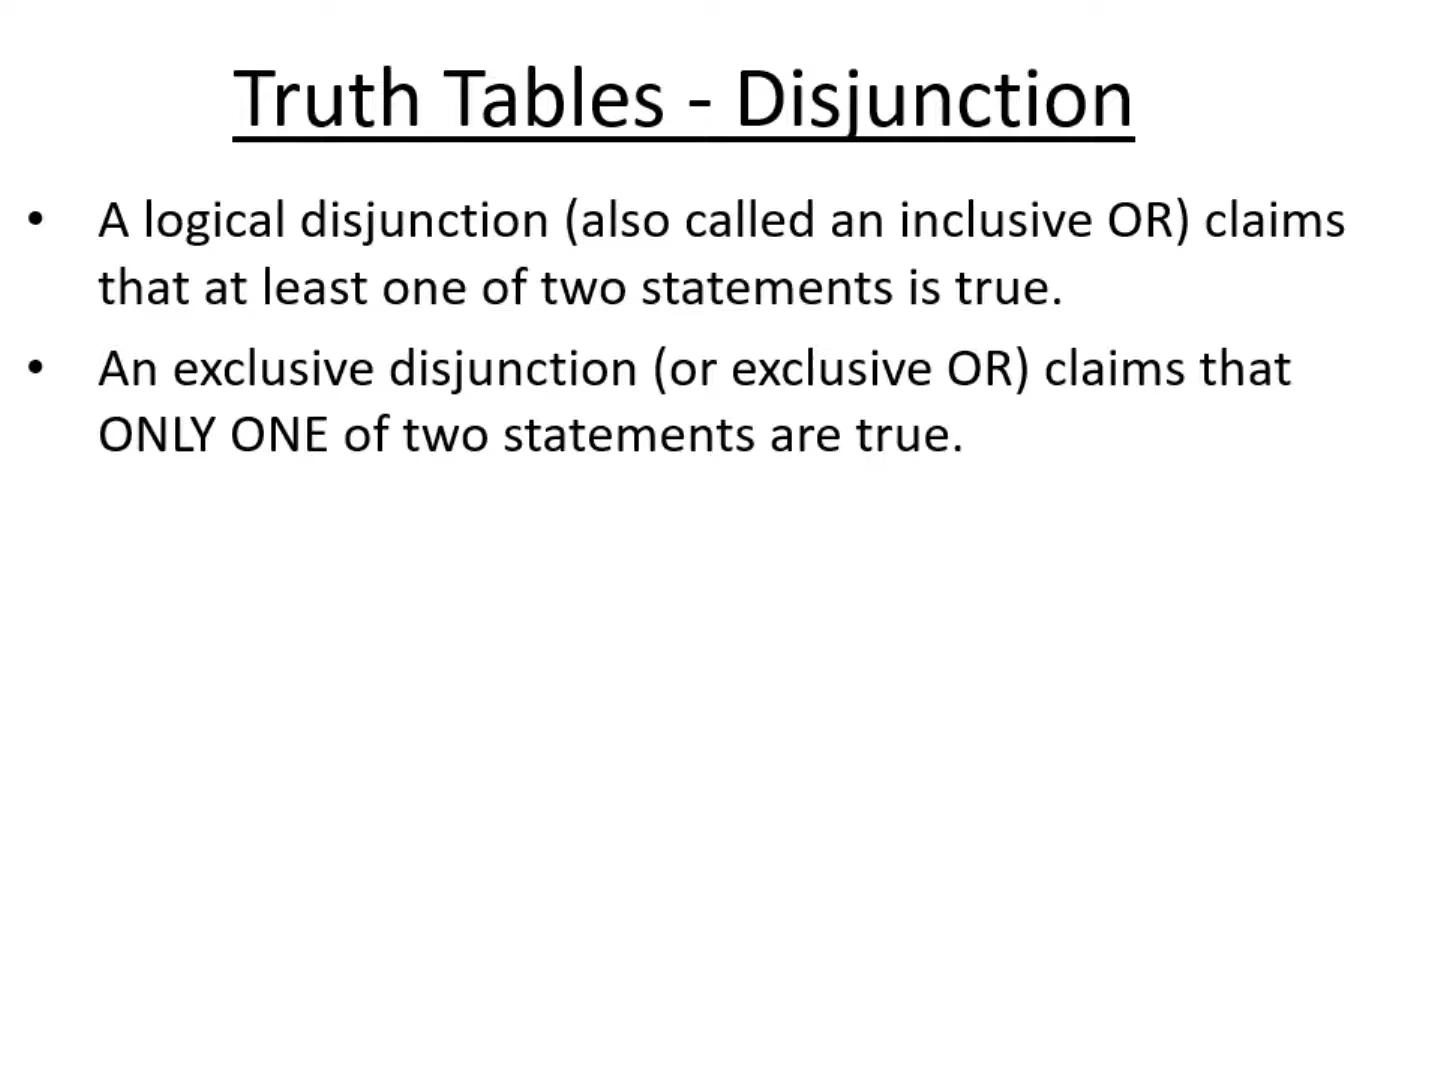 Truth Tables - Disjunction
• A logical disjunction (also called an inclusive OR) claims
that at least one of two statements is true.
• An exclusive disjunction (or exclusive OR) claims that
ONLY ONE of two statements are true.